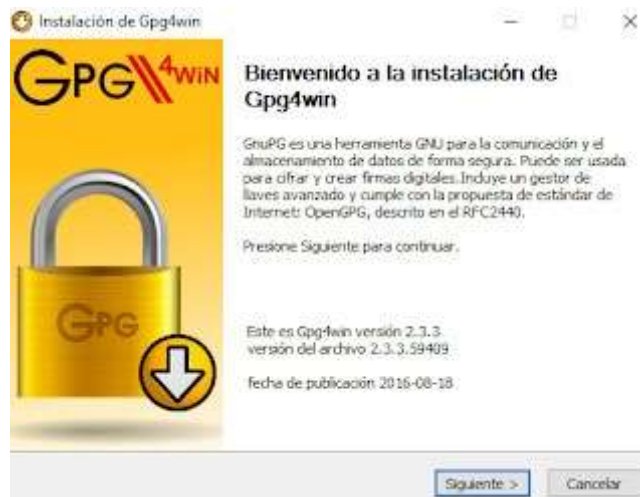 Instalación de Gpg4win
GPG4WIN
Bienvenido a la instalación de
Gpg4win
GnuPG es una herramienta GNU para la comunicación y el
almacenamiento de datos de forma segura. Puede ser usada
para cifrar y crear firmas digitales.Incluye un gestor de
llaves avanzado y cumple con la propuesta de estándar de
Internet: OpenGPG, descrito en el RFC2440.
Presione Siguiente para continuar.
GPG
Este es Gpg4win versión 2.3.3
versión del archivo 2.3.3.59409
fecha de publicación 2016-08-18
Siguiente >
Cancelar